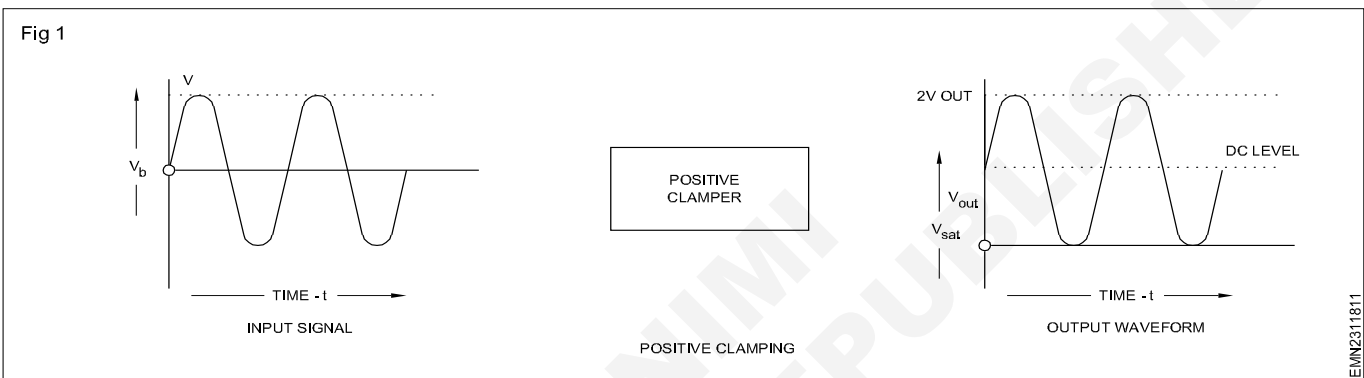 Fig 1
V
V_b
TIME - t
INPUT SIGNAL
POSITIVE
CLAMPER
POSITIVE CLAMPING
2V OUT
DC LEVEL
V_out
V_sat
TIME - t
OUTPUT WAVEFORM
EMN2311811
NIMI